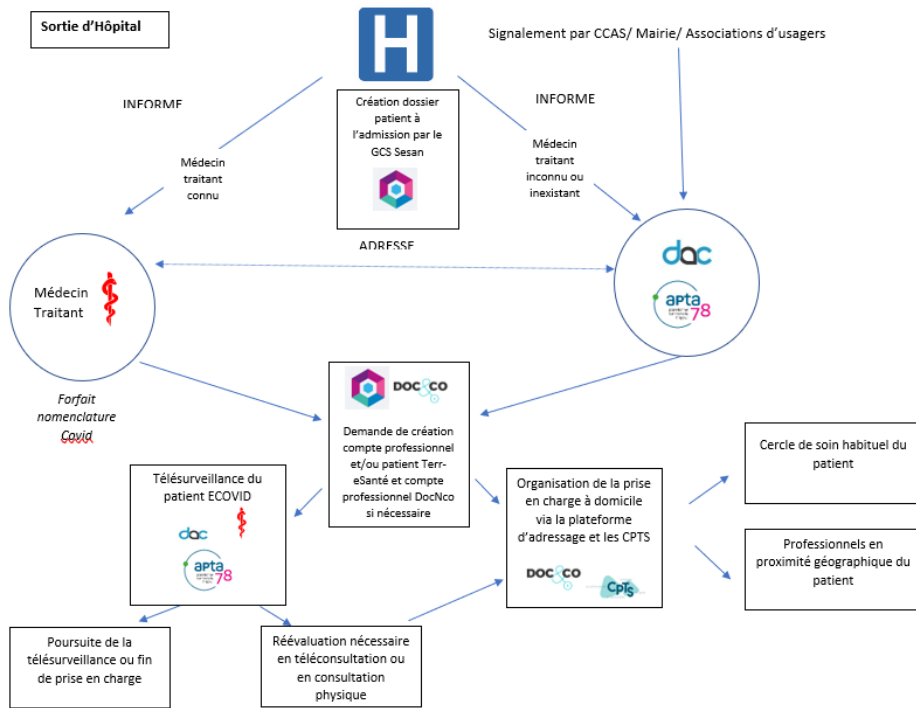 Sortie d'Hôpital
H
Signalement par CCAS/ Mairie/ Associations d'usagers
INFORME
INFORME
Création dossier
patient à
l'admission par le
GCS Sesan
Médecin
traitant
connu
Médecin
traitant
inconnu ou
inexistant
ADRESSE
Médecin
Traitant
dac
apta
78
Forfait
nomenclature
Covid
DOC&CO
Demande de création
compte professionnel
et/ou patient Terr-
eSanté et compte
professionnel DocNco
si nécessaire
Télésurveillance du
patient ECOVID
dac
apta
78
Organisation de la prise
en charge à domicile
via la plateforme
d'adressage et les CPTS
DOC&CO
CPTS
Cercle de soin habituel du
patient
Professionnels en
proximité géographique du
patient
Poursuite de la
télésurveillance ou fin
de prise en charge
Réévaluation nécessaire
en téléconsultation ou
en consultation
physique